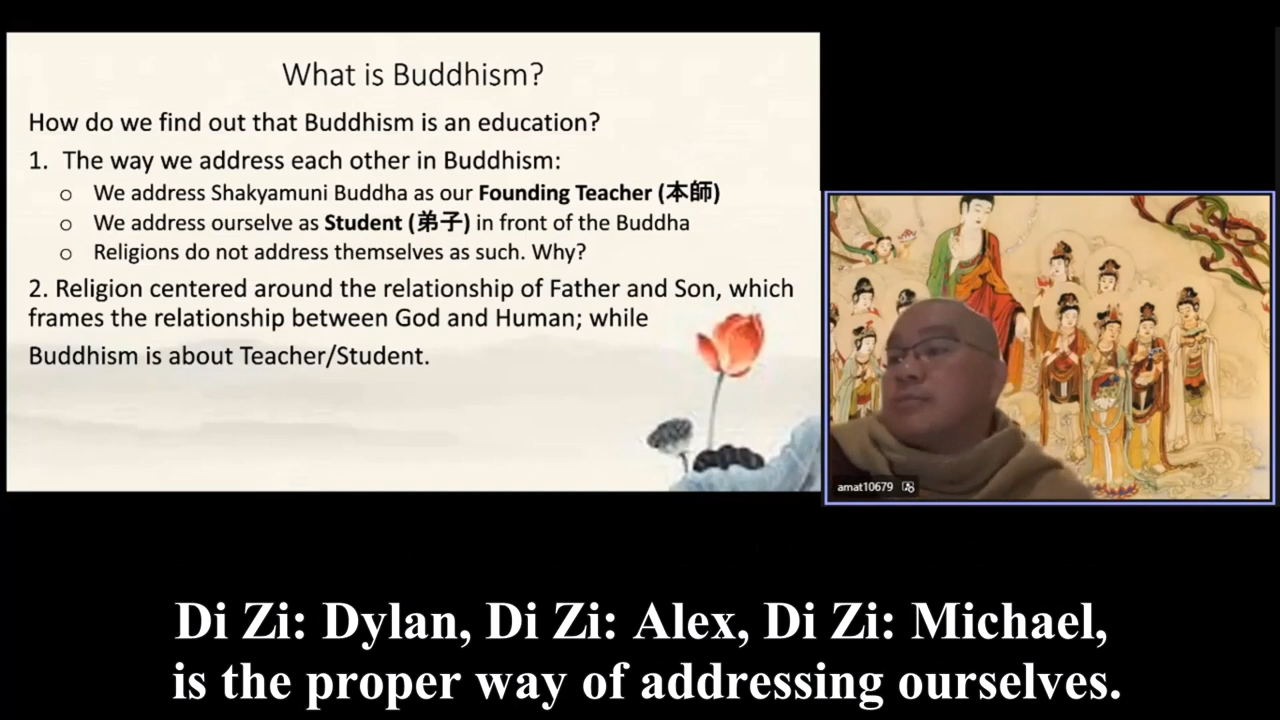 What is Buddhism?
How do we find out that Buddhism is an education?
1. The way we address each other in Buddhism:
o We address Shakyamuni Buddha as our Founding Teacher (本師)
o We address ourselve as Student (弟子) in front of the Buddha
o Religions do not address themselves as such. Why?
2. Religion centered around the relationship of Father and Son, which
frames the relationship between God and Human; while
Buddhism is about Teacher/Student.
amat10679
Di Zi: Dylan, Di Zi: Alex, Di Zi: Michael,
is the proper way of addressing ourselves.